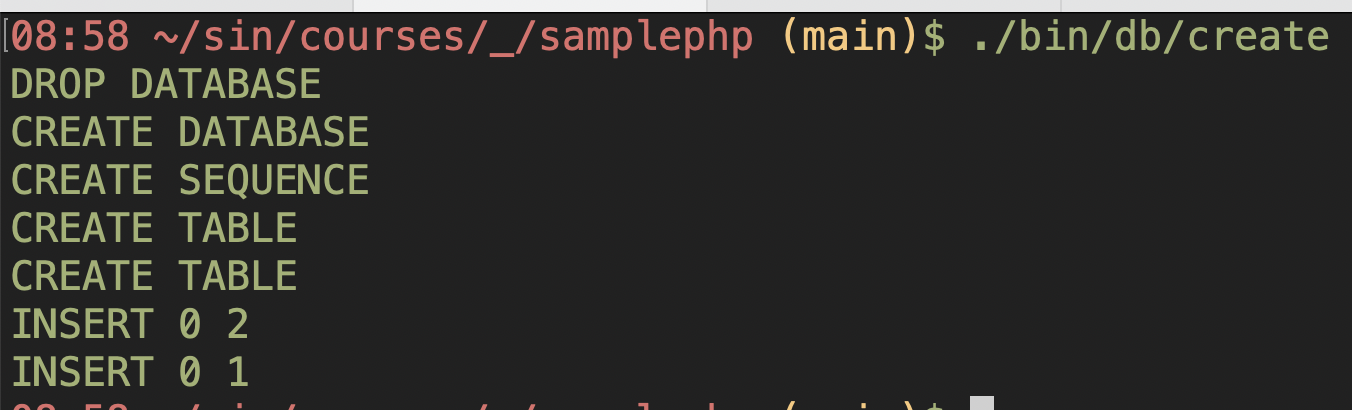 [08:58 ~/sin/courses/_/samplephp (main)$ ./bin/db/create
DROP DATABASE
CREATE DATABASE
CREATE SEQUENCE
CREATE TABLE
CREATE TABLE
INSERT 0 2
INSERT 0 1